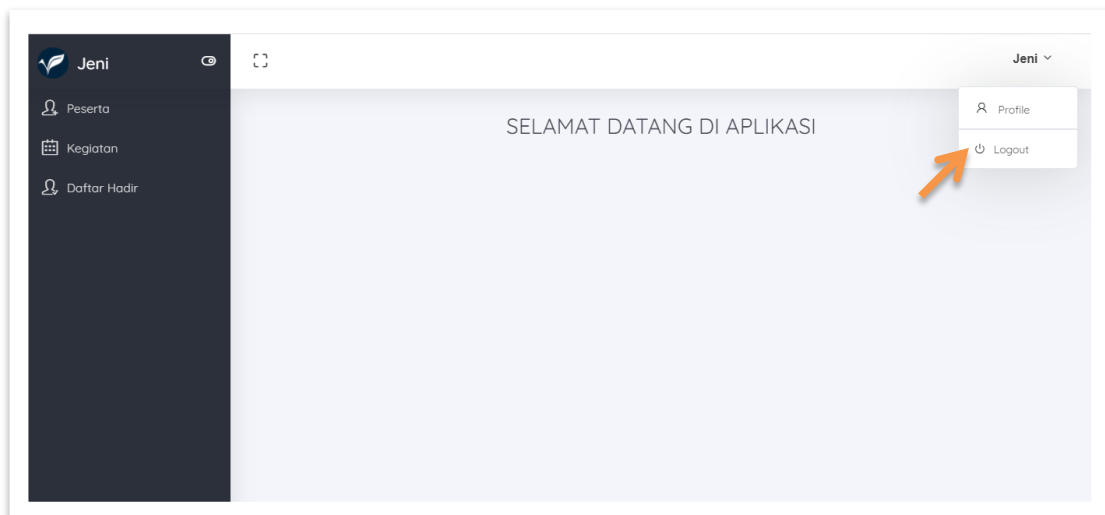 Jeni
Peserta
Kegiatan
Daftar Hadir
Jeni
Profile
Logout
SELAMAT DATANG DI APLIKASI